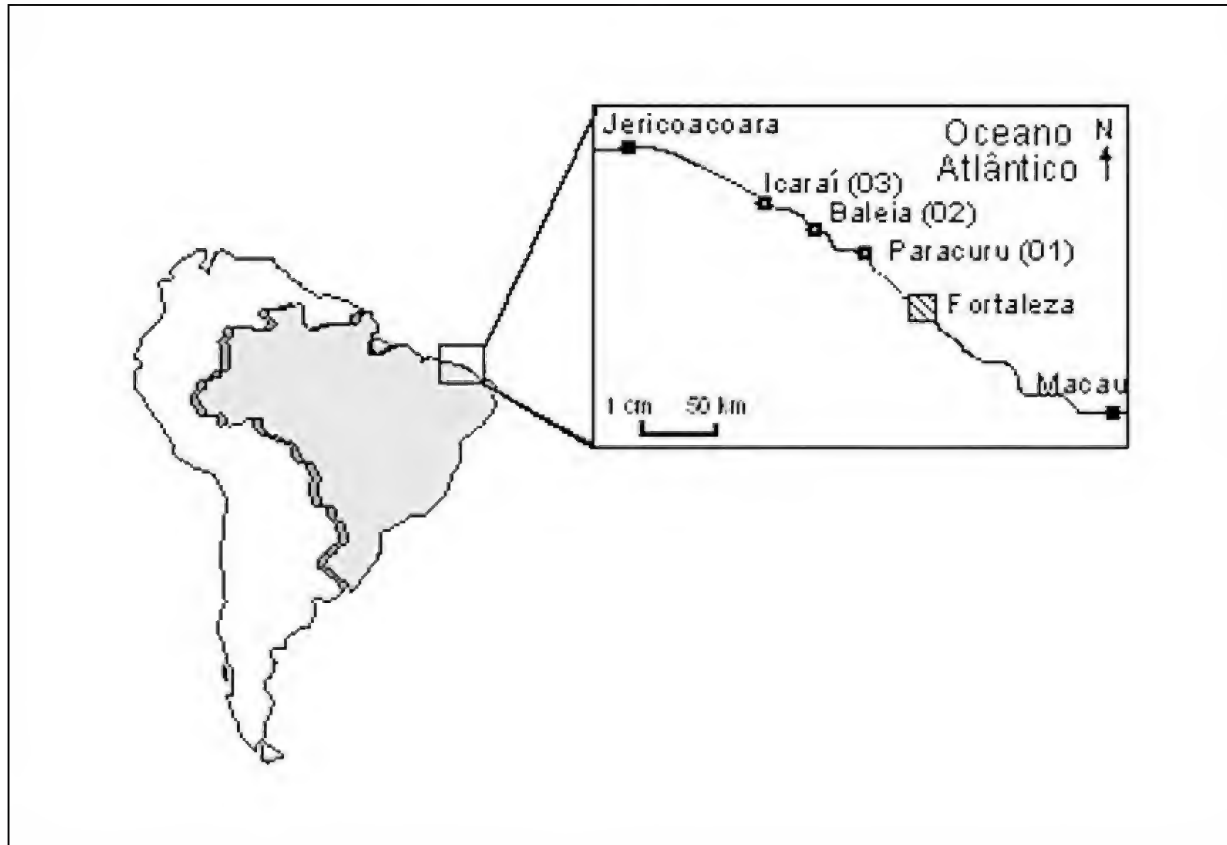 Jericoacoara
Oceano N
Atlântico
Icaraí (03)
Baleia (02)
Paracuru (01)
Fortaleza
Macau
1 cm 50 km